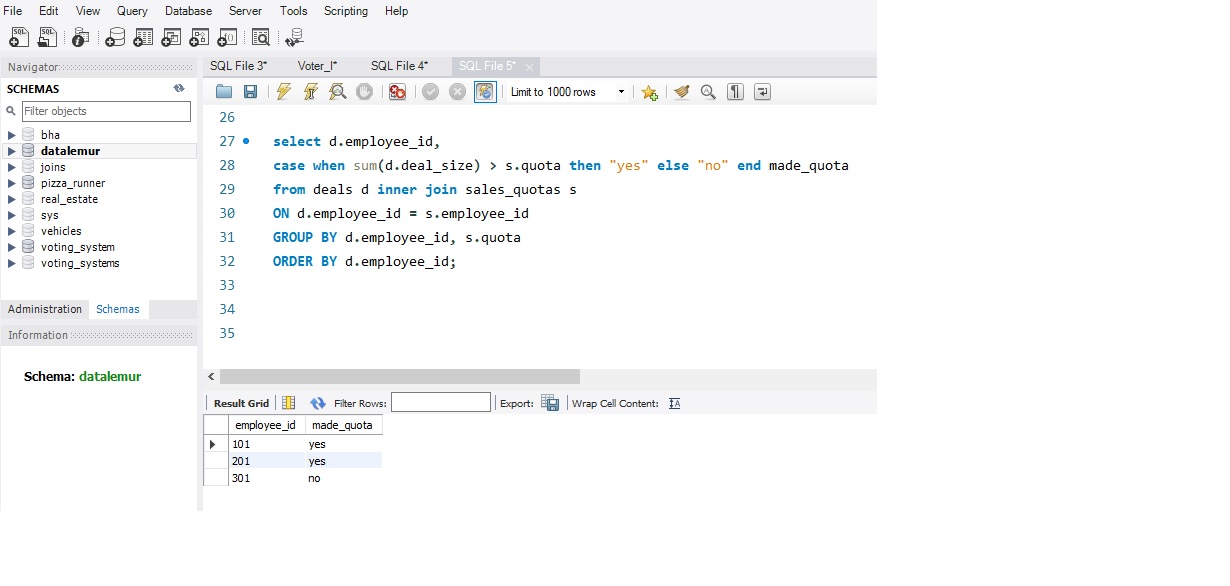 File Edit View Query Database Server Tools Scripting Help
Navigator
SCHEMAS
Filter objects
bha
datalemur
joins
pizza_runner
real_estate
sys
vehicles
voting_system
voting_systems
Administration Schemas
Information
Schema: datalemur
SQL File 3* Voter_I* SQL File 4* SQL File 5*
Limit to 1000 rows
26
27 select d.employee_id,
28 case when sum(d.deal_size) > s.quota then "yes" else "no" end made_quota
29 from deals d inner join sales_quotas s
30 ON d.employee_id = s.employee_id
31 GROUP BY d.employee_id, s.quota
32 ORDER BY d.employee_id;
33
34
35
Result Grid Filter Rows: Export: Wrap Cell Content:
employee_id made_quota
101 yes
201 yes
301 no